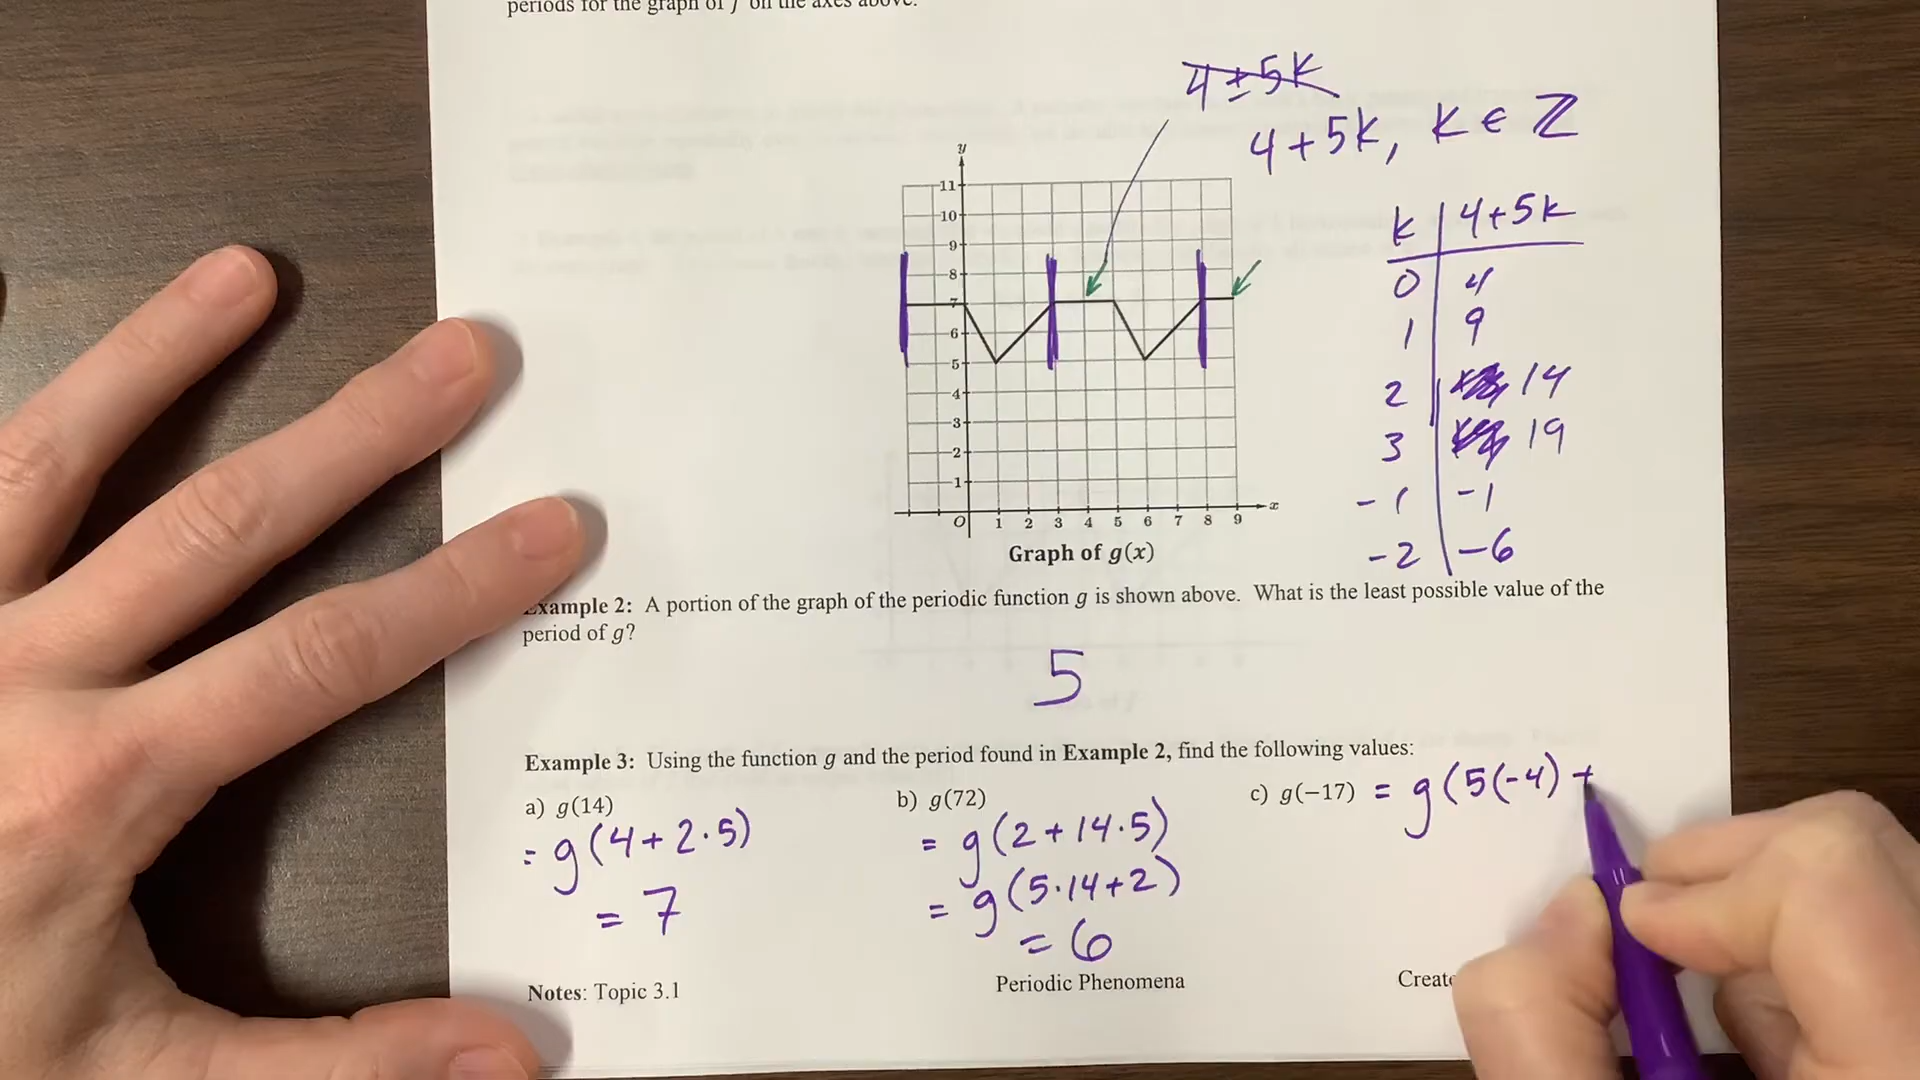 periods for the graph of f on the axes above.
4 ± 5k
4 + 5k, k ∈ ℤ
y
11
10
9
8
7
6
5
4
3
2
1
O 1 2 3 4 5 6 7 8 9 x
Graph of g(x)
k | 4+5k
0 | 4
1 | 9
2 | 14
3 | 19
-1 | -1
-2 | -6
Example 2: A portion of the graph of the periodic function g is shown above. What is the least possible value of the
period of g?
5
Example 3: Using the function g and the period found in Example 2, find the following values:
a) g(14)
= g(4+2·5)
= 7
b) g(72)
= g(2+14·5)
= g(5·14+2)
= 6
c) g(−17) = g(5(-4) +
Notes: Topic 3.1
Periodic Phenomena